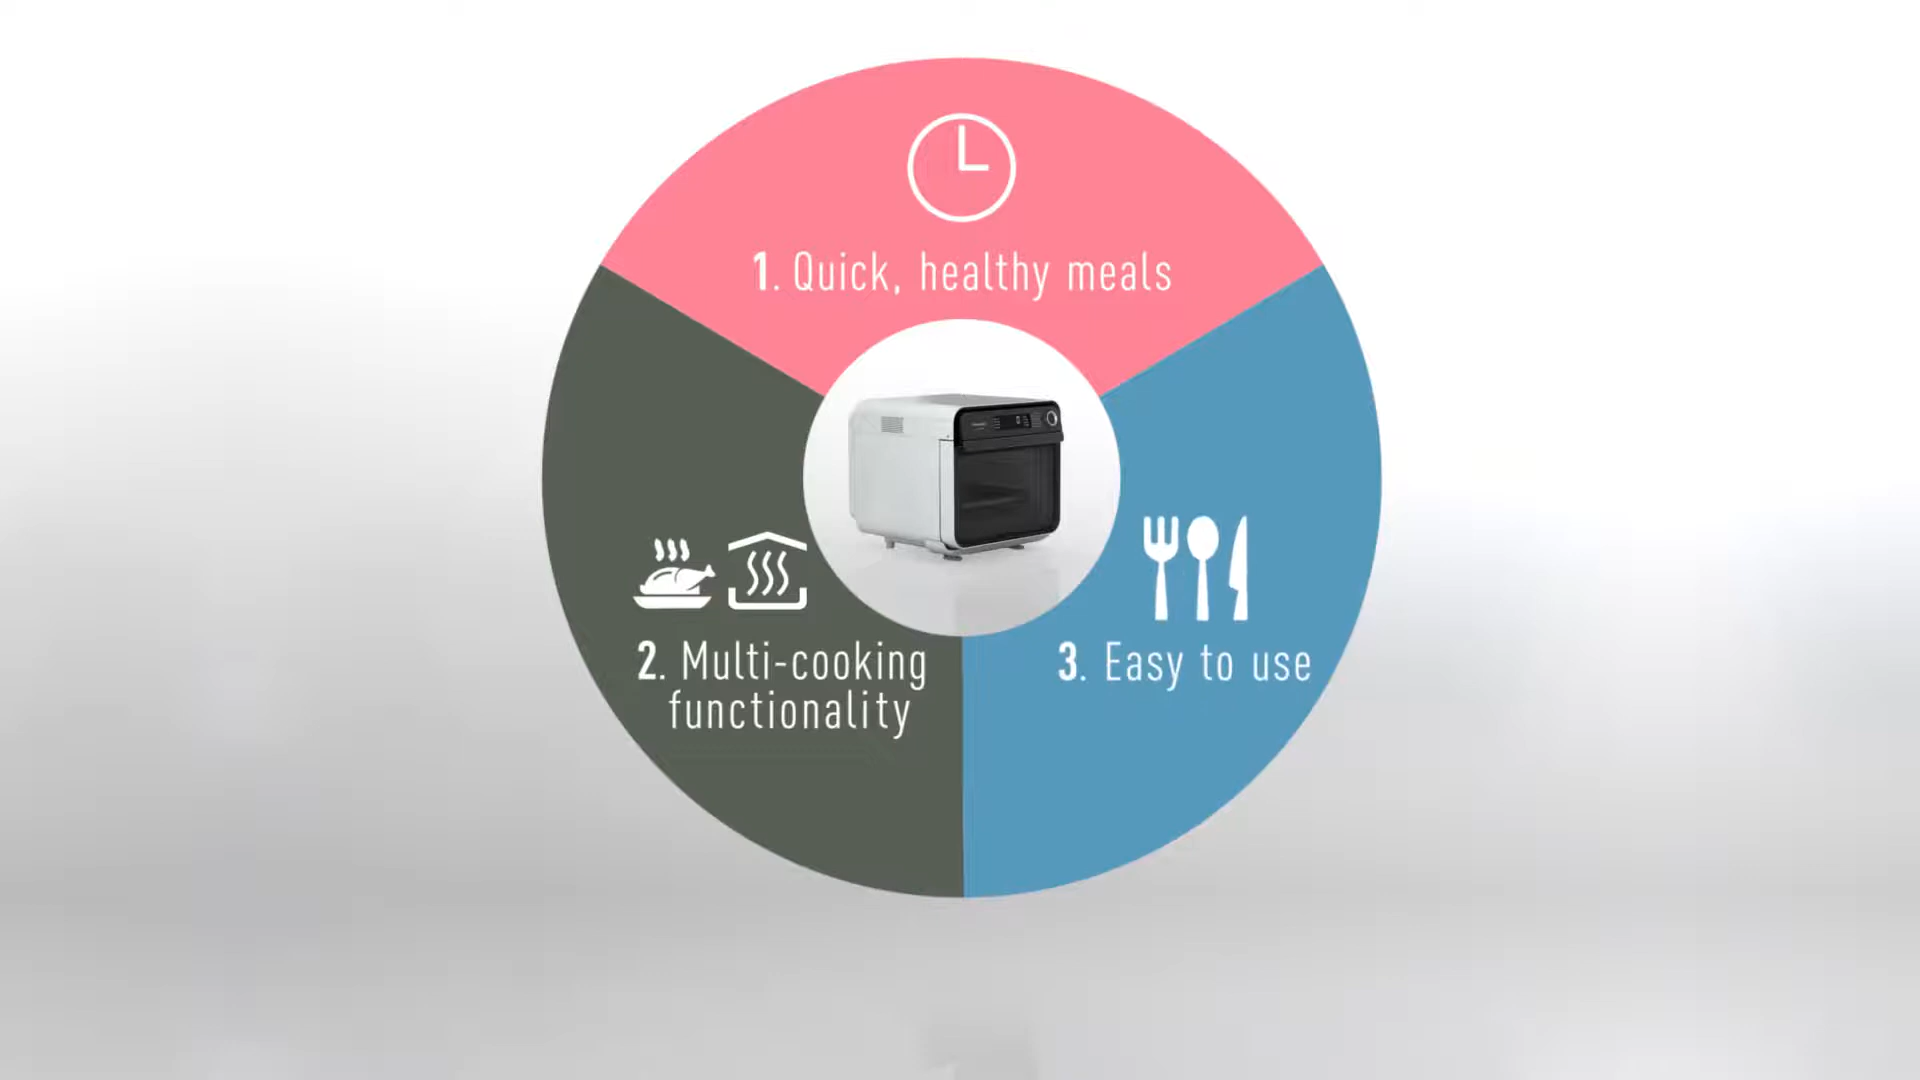 1. Quick, healthy meals
2. Multi-cooking
functionality
3. Easy to use